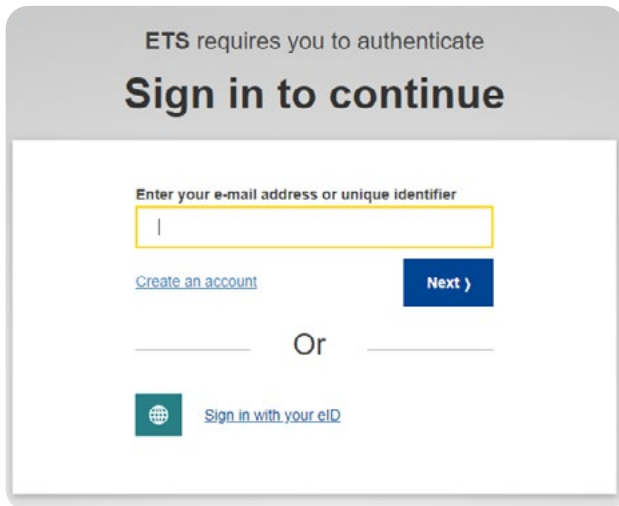 ETS requires you to authenticate
Sign in to continue
Enter your e-mail address or unique identifier
Create an account
Next ❭
Or
Sign in with your eID